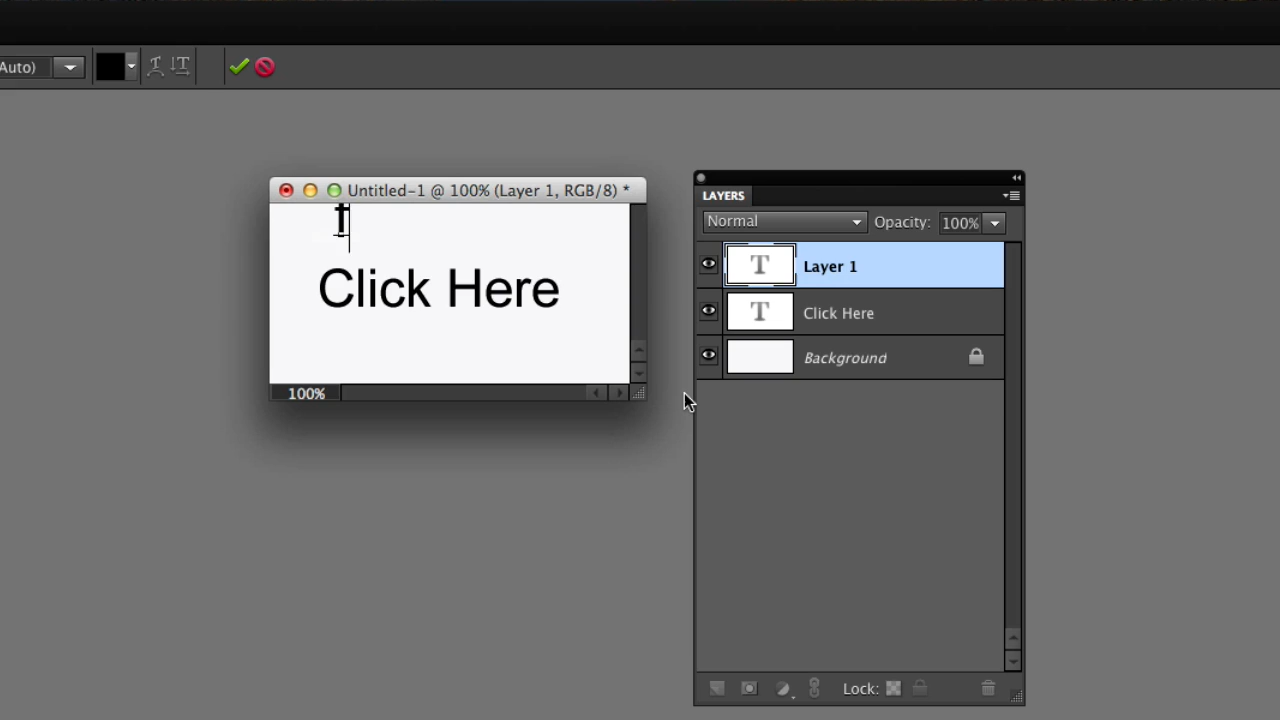 Auto)
Untitled-1 @ 100% (Layer 1, RGB/8) *
Click Here
100%
LAYERS
Normal
Opacity: 100%
T Layer 1
T Click Here
Background
Lock: